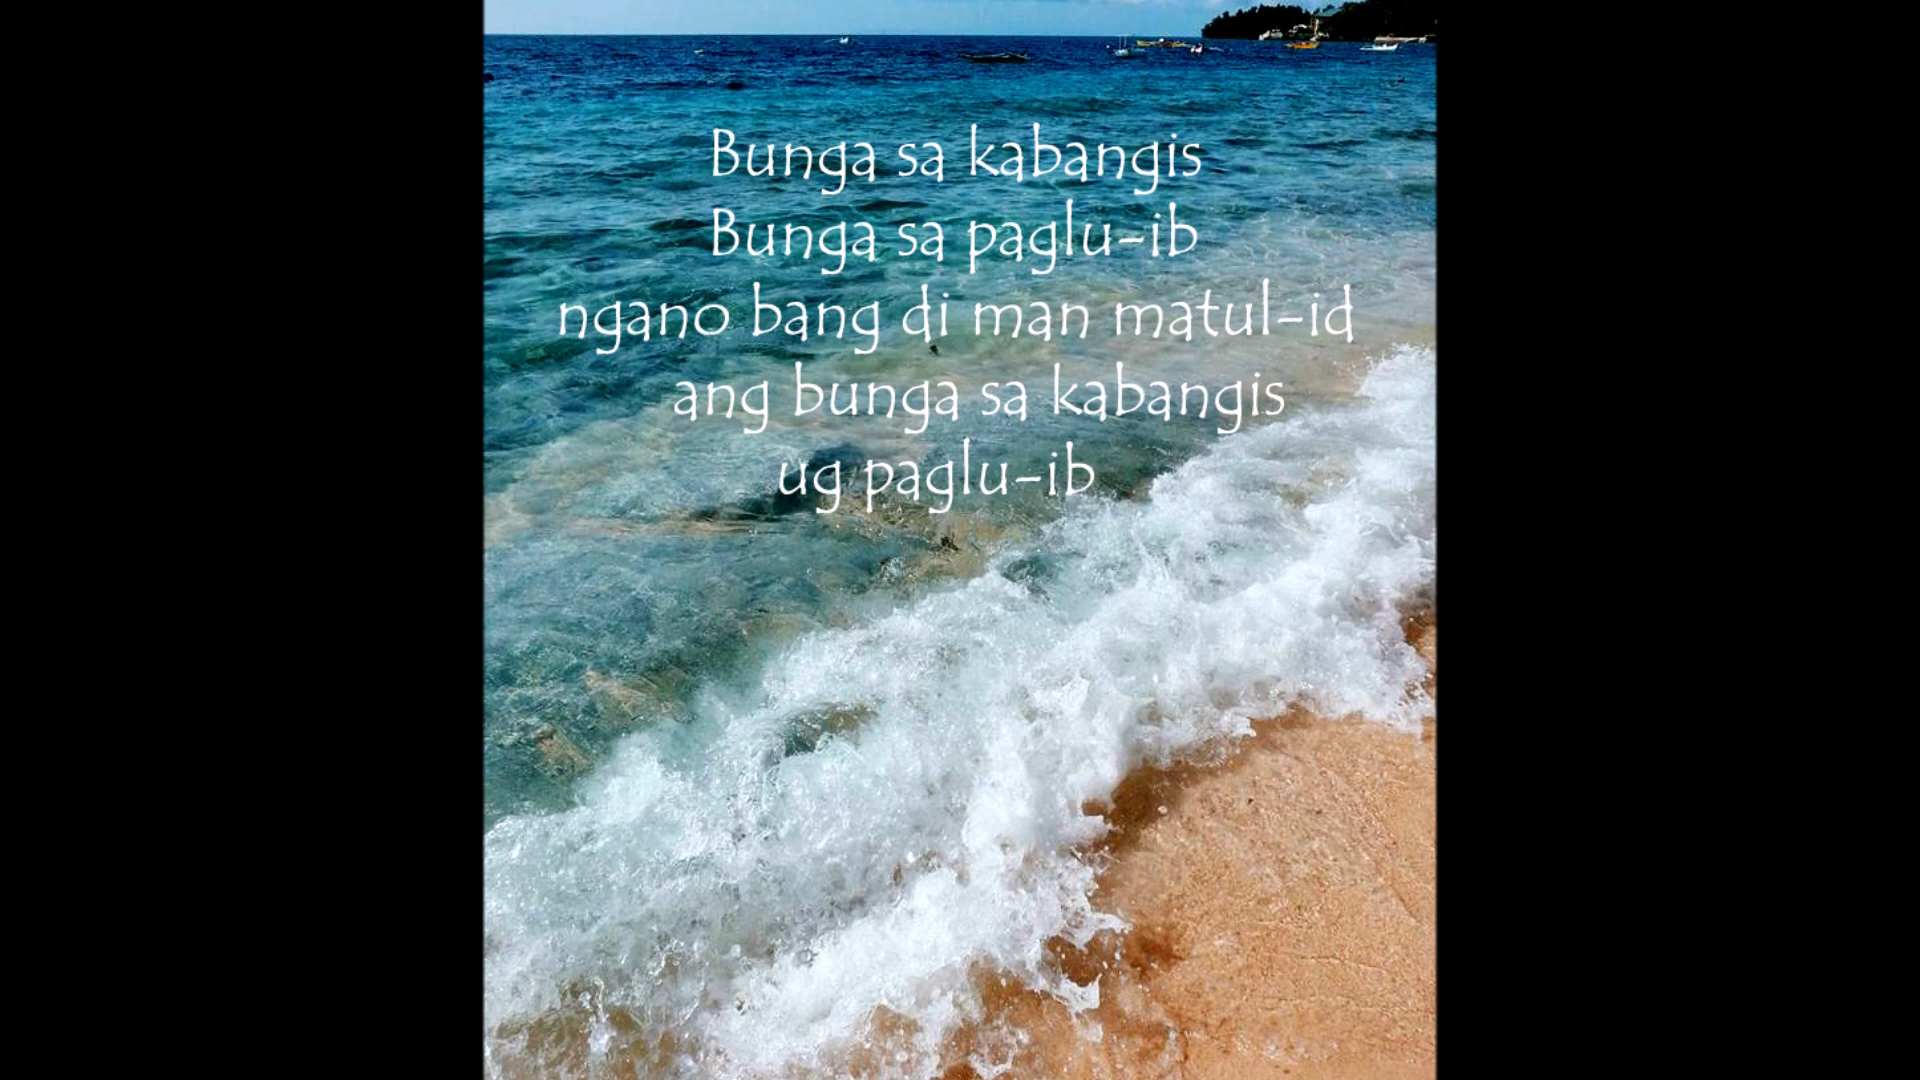 Bunga sa kabangis
Bunga sa paglu-ib
ngano bang di man matul-id
ang bunga sa kabangis
ug paglu-ib